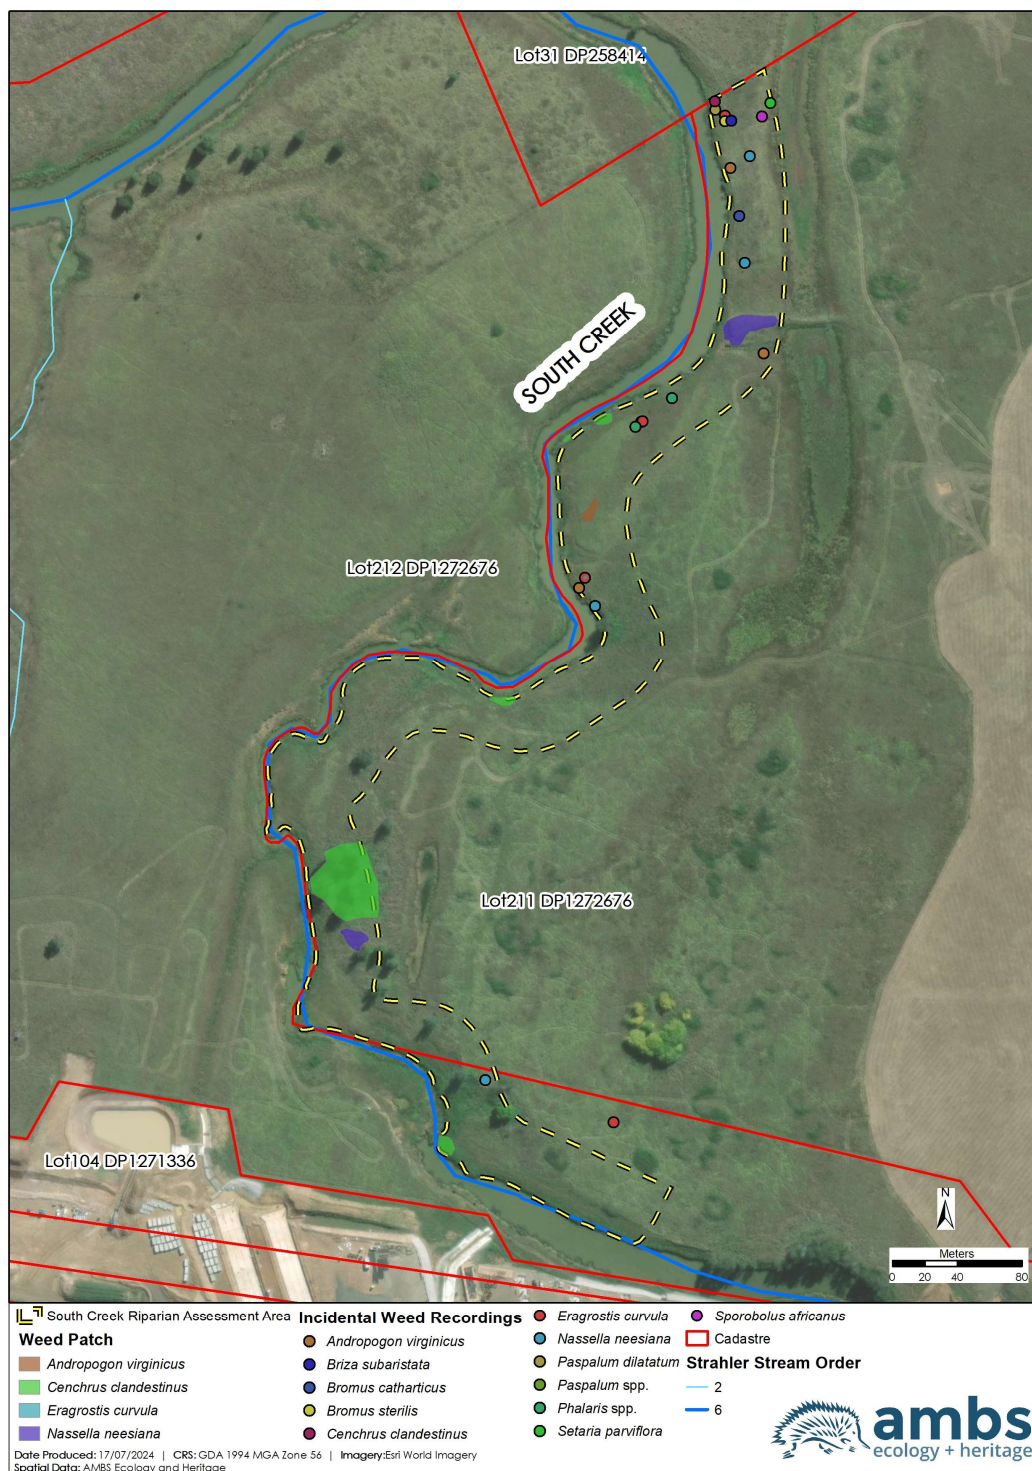 Lot31 DP258414
SOUTH CREEK
Lot212 DP1272676
Lot211 DP1272676
Lot104 DP1271336
N
Meters
0 20 40 80
South Creek Riparian Assessment Area
Weed Patch
Andropogon virginicus
Cenchrus clandestinus
Eragrostis curvula
Nassella neesiana
Incidental Weed Recordings
Andropogon virginicus
Briza subaristata
Bromus catharticus
Bromus sterilis
Cenchrus clandestinus
Eragrostis curvula
Nassella neesiana
Paspalum dilatatum
Paspalum spp.
Phalaris spp.
Setaria parviflora
Sporobolus africanus
Cadastre
Strahler Stream Order
2
6
ambs
ecology + heritage
Date Produced: 17/07/2024 | CRS: GDA 1994 MGA Zone 56 | Imagery:Esri World Imagery
Spatial Data: AMBS Ecology and Heritage